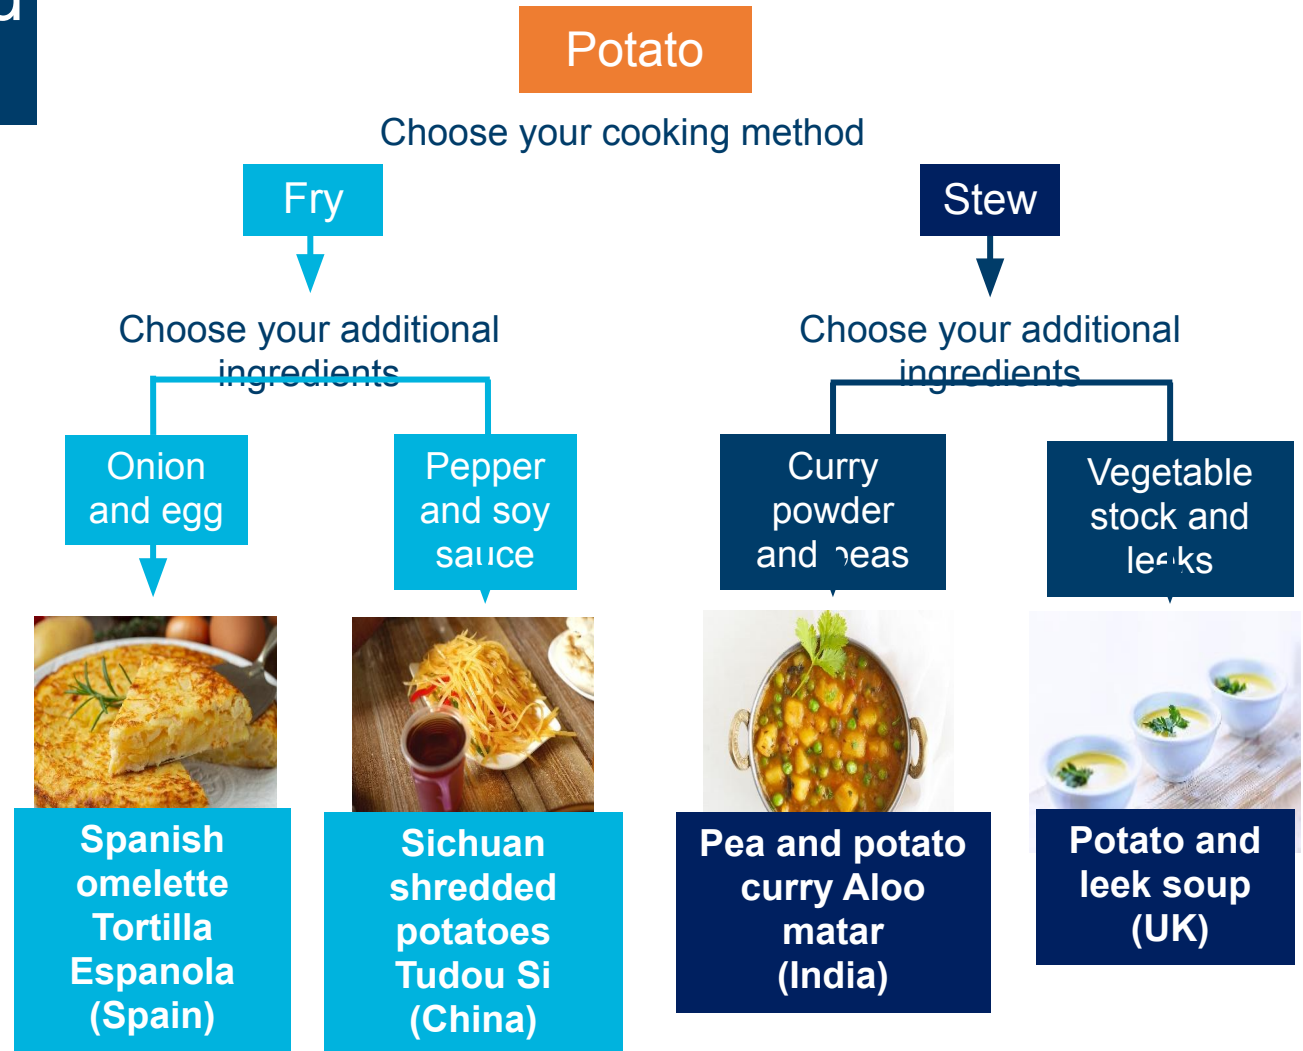 Potato
Choose your cooking method
Fry
Stew
Choose your additional
ingredients
Choose your additional
ingredients
Onion
and egg
Pepper
and soy
sauce
Curry
powder
and peas
Vegetable
stock and
leeks
Spanish
omelette
Tortilla
Espanola
(Spain)
Sichuan
shredded
potatoes
Tudou Si
(China)
Pea and potato
curry Aloo
matar
(India)
Potato and
leek soup
(UK)